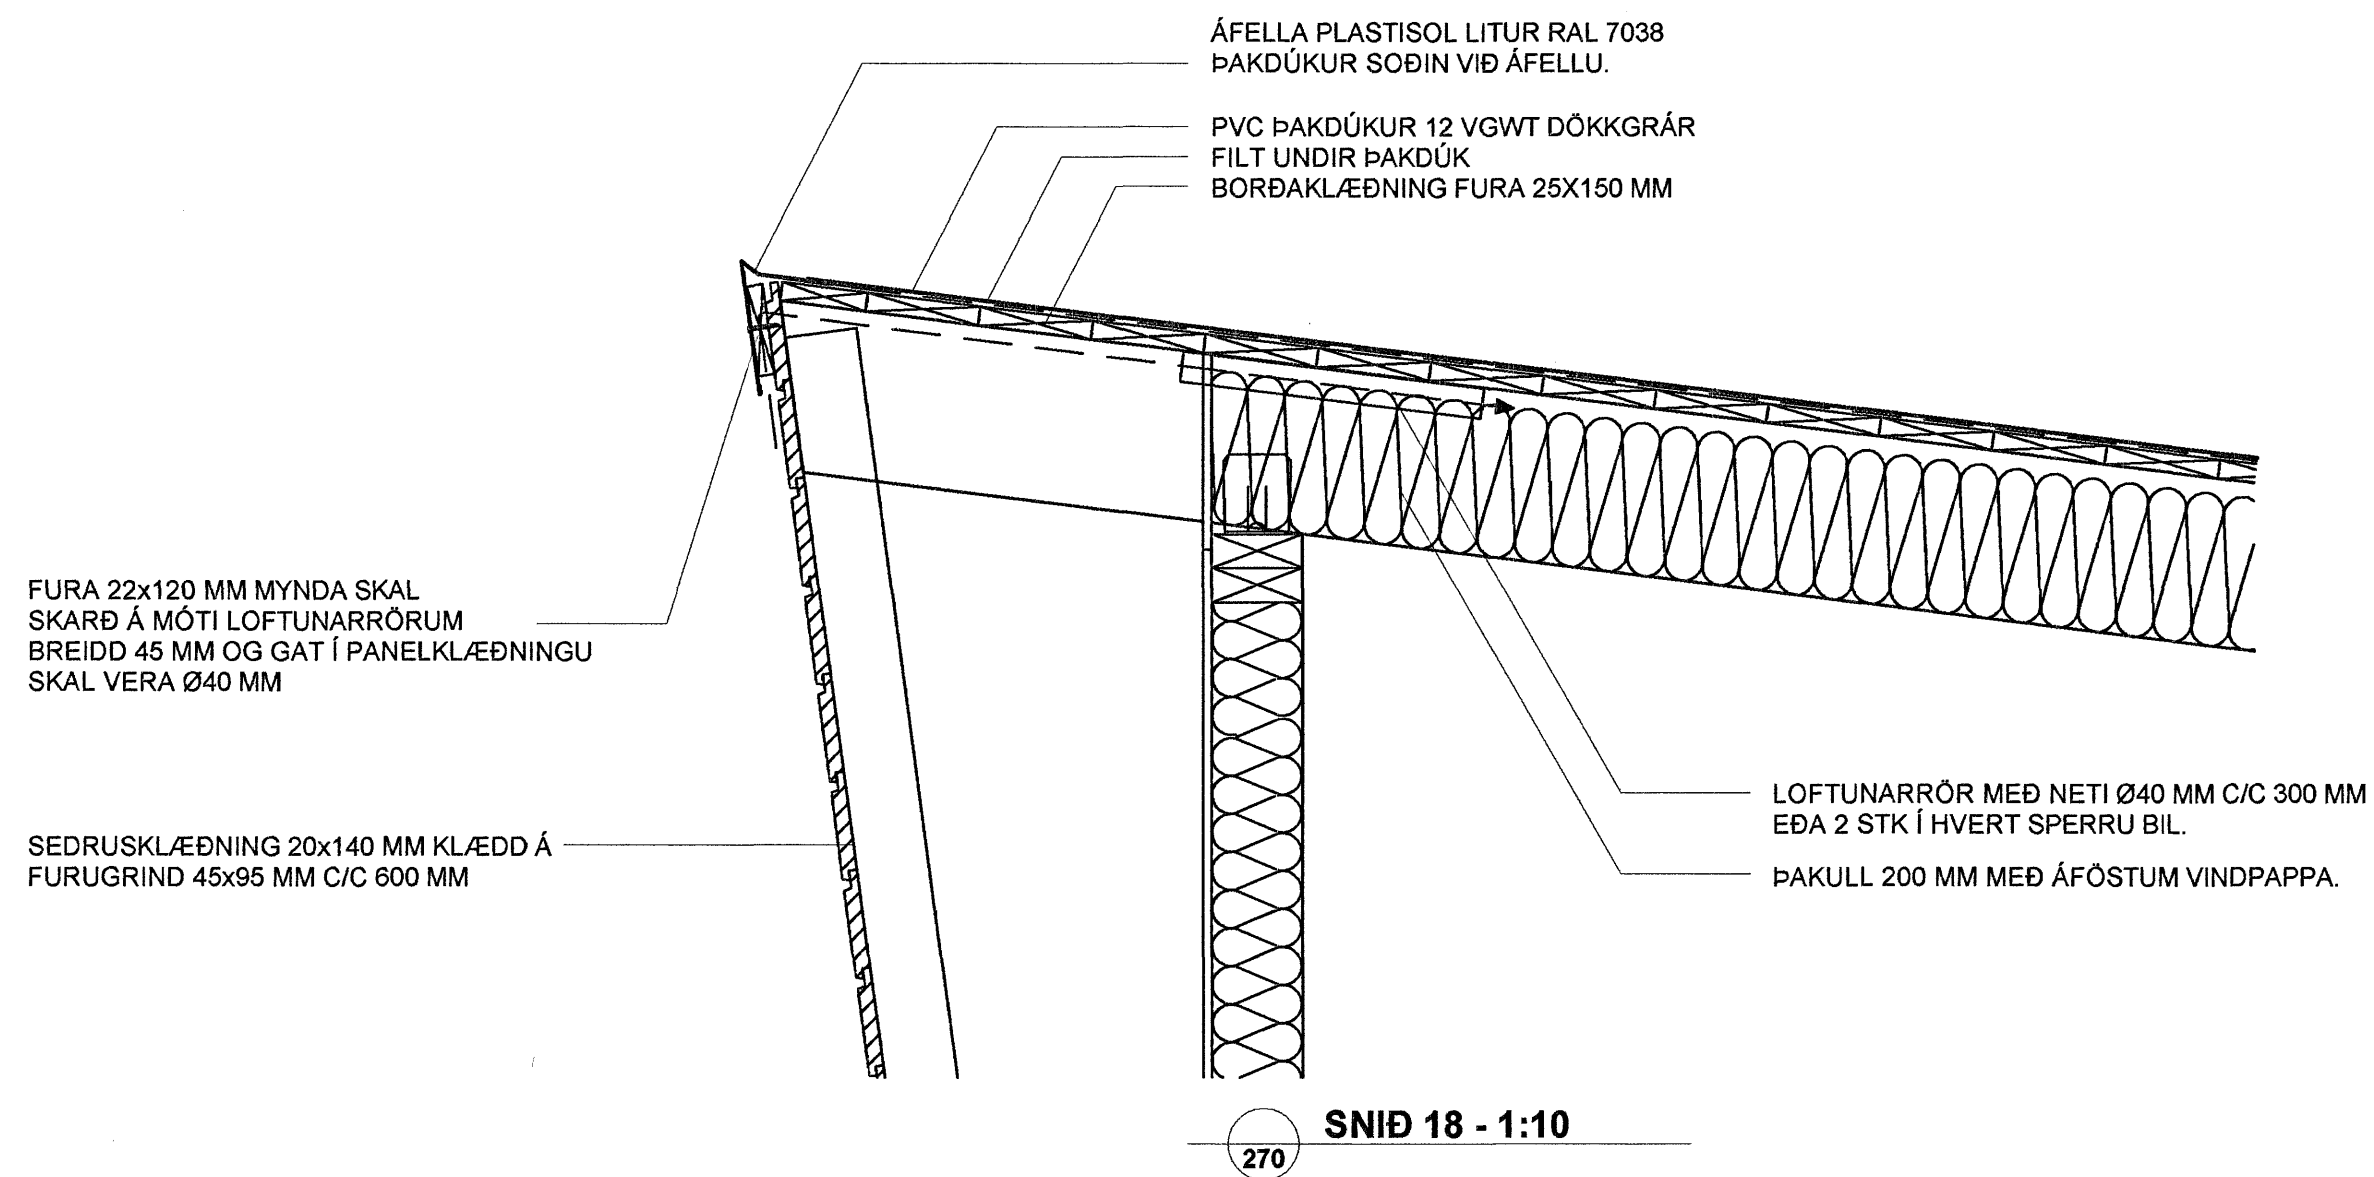 ÁFELLA PLASTISOL LITUR RAL 7038
ÞAKDÚKUR SOÐIN VIÐ ÁFELLU.
PVC ÞAKDÚKUR 12 VGWT DÖKKGRÁR
FILT UNDIR ÞAKDÚK
BORÐAKLÆÐNING FURA 25X150 MM
FURA 22x120 MM MYNDA SKAL
SKARÐ Á MÓTI LOFTUNARRÖRUM
BREIDD 45 MM OG GAT Í PANELKLÆÐNINGU
SKAL VERA Ø40 MM
SEDRUSKLÆÐNING 20x140 MM KLÆDD Á
FURUGRIND 45x95 MM C/C 600 MM
LOFTUNARRÖR MEÐ NETI Ø40 MM C/C 300 MM
EÐA 2 STK Í HVERT SPERRU BIL.
ÞAKULL 200 MM MEÐ ÁFÖSTUM VINDPAPPA.
SNIÐ 18 - 1:10
270